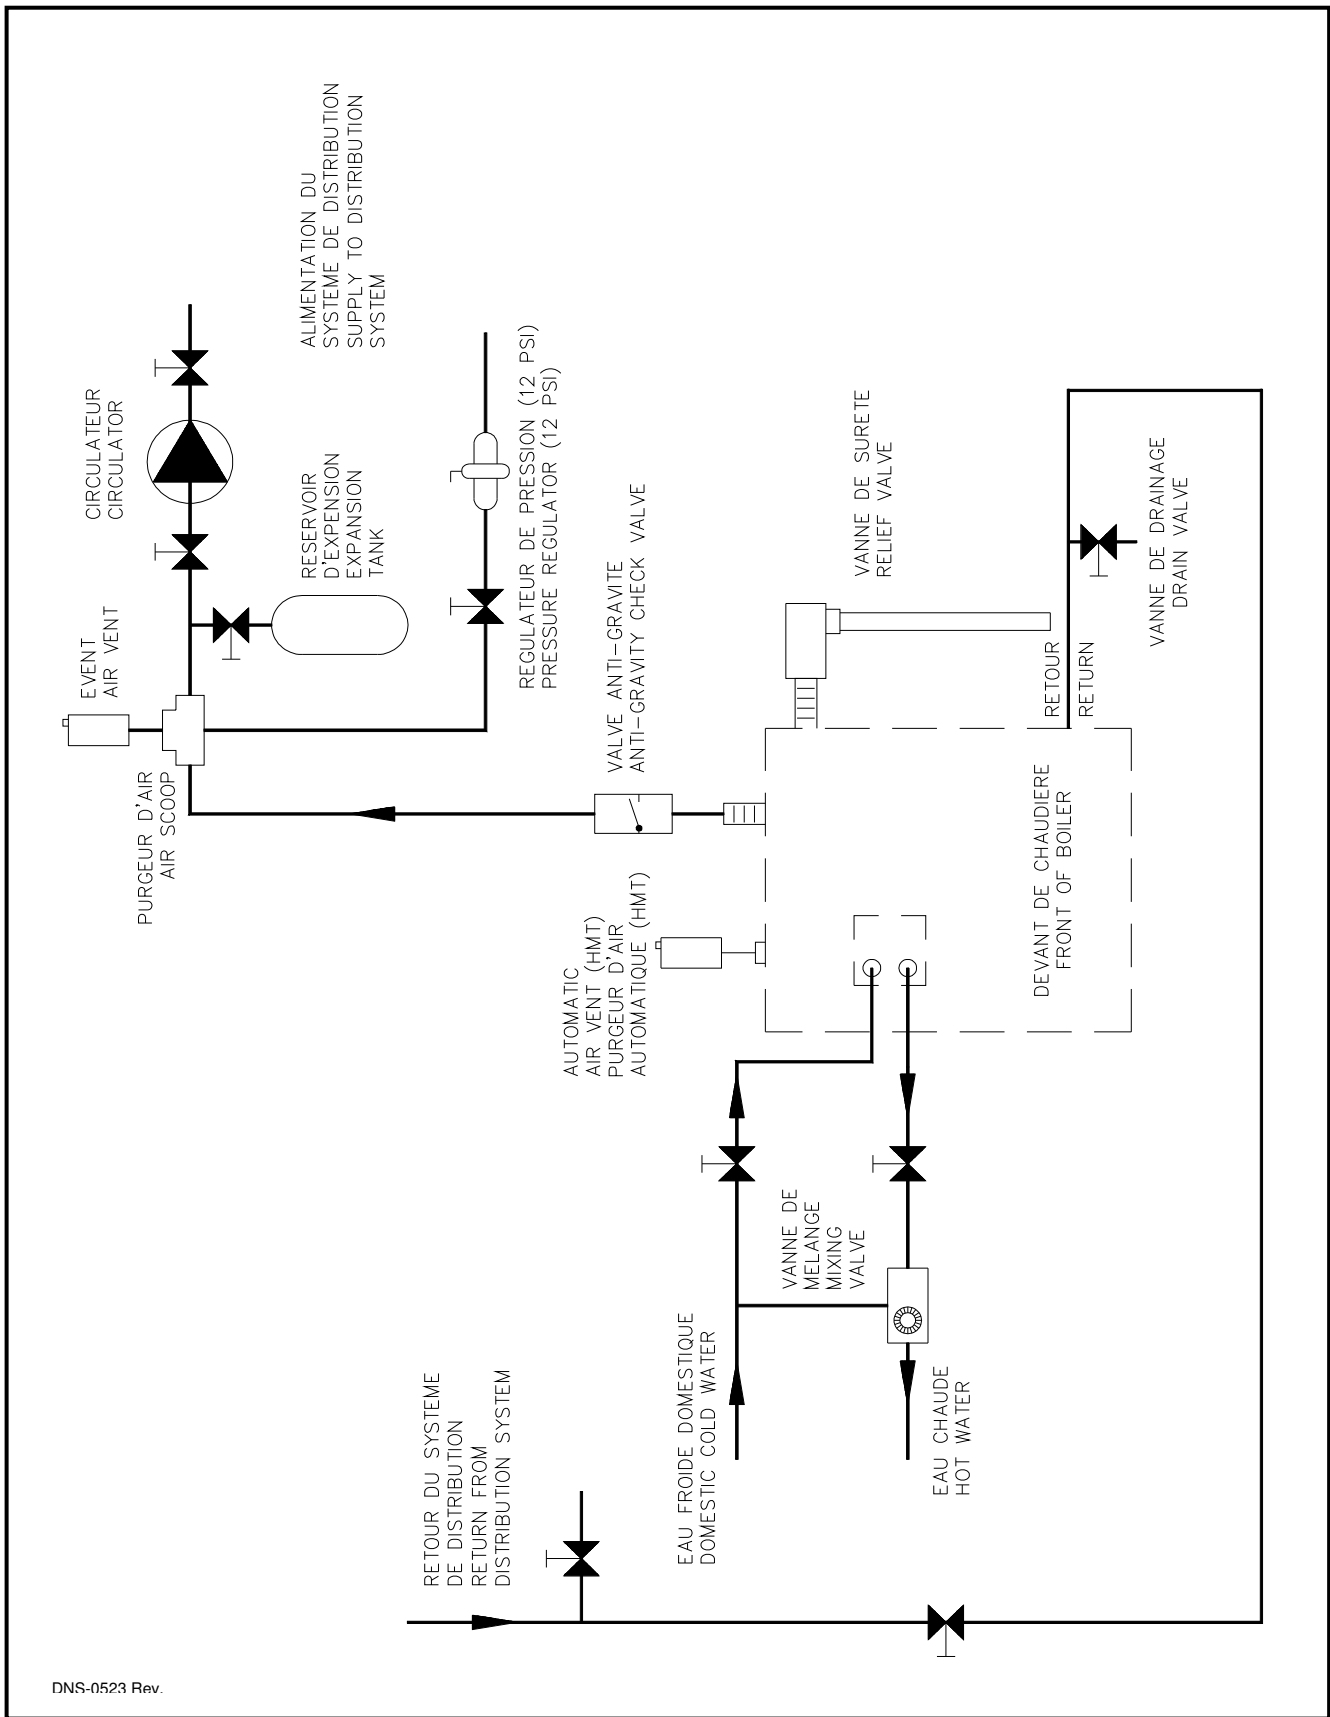 ALIMENTATION DU
SYSTEME DE DISTRIBUTION
SUPPLY TO DISTRIBUTION
SYSTEM
CIRCULATEUR
CIRCULATOR
RESERVOIR
D'EXPENSION
EXPANSION
TANK
REGULATEUR DE PRESSION (12 PSI)
PRESSURE REGULATOR (12 PSI)
EVENT
AIR VENT
PURGEUR D'AIR
AIR SCOOP
VALVE ANTI-GRAVITE
ANTI-GRAVITY CHECK VALVE
VANNE DE SURETE
RELIEF VALVE
VANNE DE DRAINAGE
DRAIN VALVE
RETOUR
RETURN
DEVANT DE CHAUDIERE
FRONT OF BOILER
AUTOMATIC
AIR VENT (HMT)
PURGEUR D'AIR
AUTOMATIQUE (HMT)
VANNE DE
MELANGE
MIXING
VALVE
EAU FROIDE DOMESTIQUE
DOMESTIC COLD WATER
EAU CHAUDE
HOT WATER
RETOUR DU SYSTEME
DE DISTRIBUTION
RETURN FROM
DISTRIBUTION SYSTEM
DNS-0523 Rev.